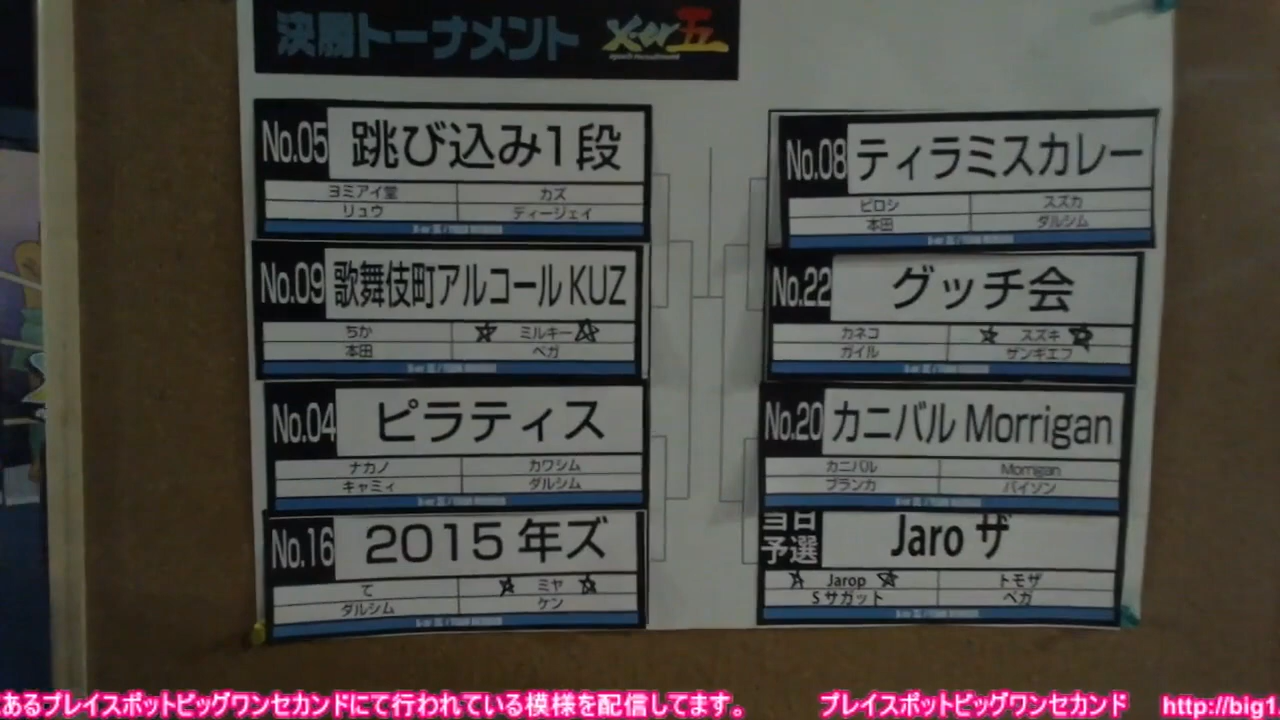 決勝トーナメント X-or 五
No.05 跳び込み1段
ヨミアイ堂 カズ
リュウ ディージェイ
No.09 歌舞伎町アルコールKUZ
ちか ☆ ミルキー ☆
本田 ベガ
No.04 ピラティス
ナカノ カワシム
キャミィ ダルシム
No.16 2015年ズ
て ☆ ミヤ ☆
ダルシム ケン
No.08 ティラミスカレー
ピロシ スズカ
本田 ダルシム
No.22 グッチ会
カネコ ☆ スズキ ☆
ガイル ザンギエフ
No.20 カニバル Morrigan
カニバル Morrigan
ブランカ バイソン
当日予選 Jaro ザ
☆ Jarop ☆ トモザ
Sサガット ベガ
あるプレイスポットビッグワンセカンドにて行われている模様を配信してます。 プレイスポットビッグワンセカンド http://big1